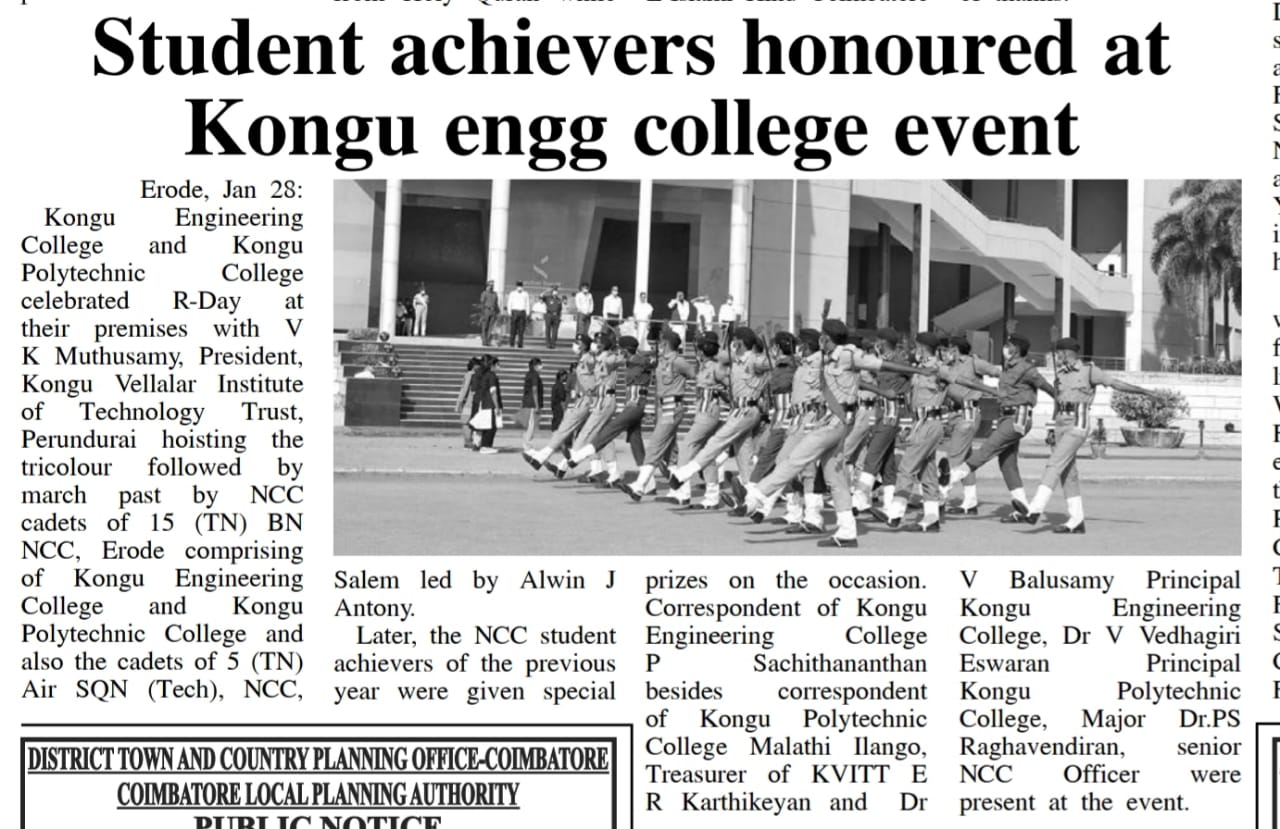 Student achievers honoured at
Kongu engg college event
Erode, Jan 28:
Kongu Engineering
College and Kongu
Polytechnic College
celebrated R-Day at
their premises with V
K Muthusamy, President,
Kongu Vellalar Institute
of Technology Trust,
Perundurai hoisting the
tricolour followed by
march past by NCC
cadets of 15 (TN) BN
NCC, Erode comprising
of Kongu Engineering
College and Kongu
Polytechnic College and
also the cadets of 5 (TN)
Air SQN (Tech), NCC,
Salem led by Alwin J
Antony.
Later, the NCC student
achievers of the previous
year were given special
prizes on the occasion.
Correspondent of Kongu
Engineering College
P Sachithananthan
besides correspondent
of Kongu Polytechnic
College Malathi Ilango,
Treasurer of KVITT E
R Karthikeyan and Dr
V Balusamy Principal
Kongu Engineering
College, Dr V Vedhagiri
Eswaran Principal
Kongu Polytechnic
College, Major Dr.PS
Raghavendiran, senior
NCC Officer were
present at the event.
DISTRICT TOWN AND COUNTRY PLANNING OFFICE-COIMBATORE
COIMBATORE LOCAL PLANNING AUTHORITY
PUBLIC NOTICE